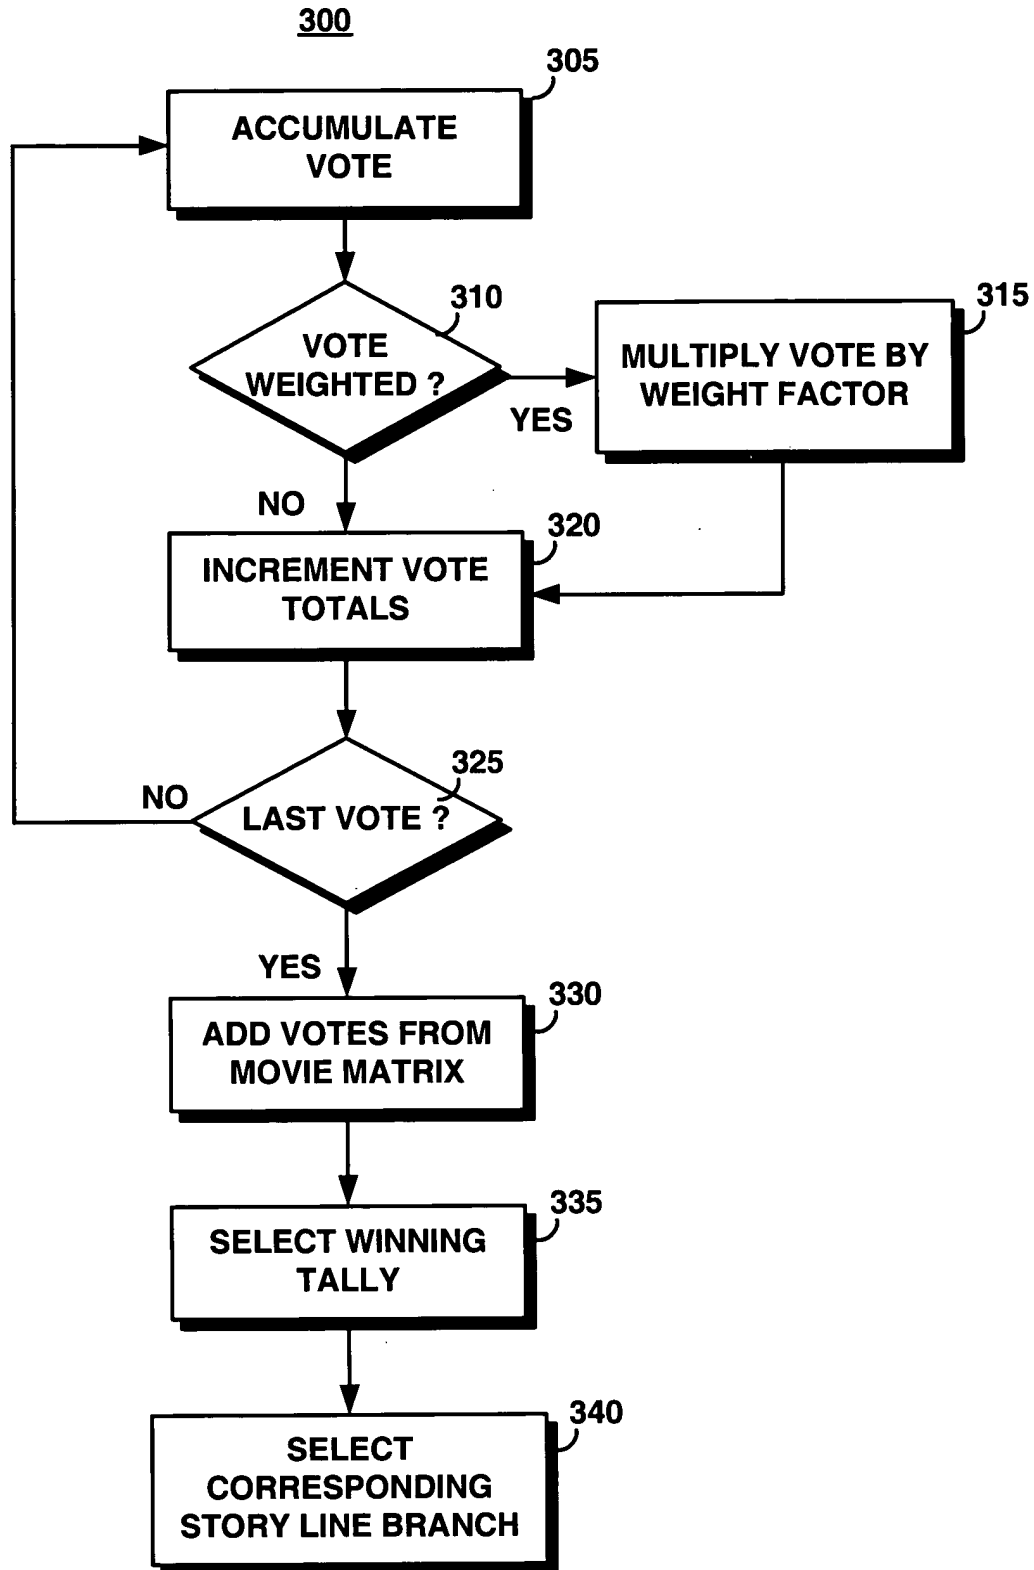 300
305
ACCUMULATE
VOTE
310
VOTE
WEIGHTED ?
YES
315
MULTIPLY VOTE BY
WEIGHT FACTOR
NO
320
INCREMENT VOTE
TOTALS
325
LAST VOTE ?
NO
YES
330
ADD VOTES FROM
MOVIE MATRIX
335
SELECT WINNING
TALLY
340
SELECT
CORRESPONDING
STORY LINE BRANCH